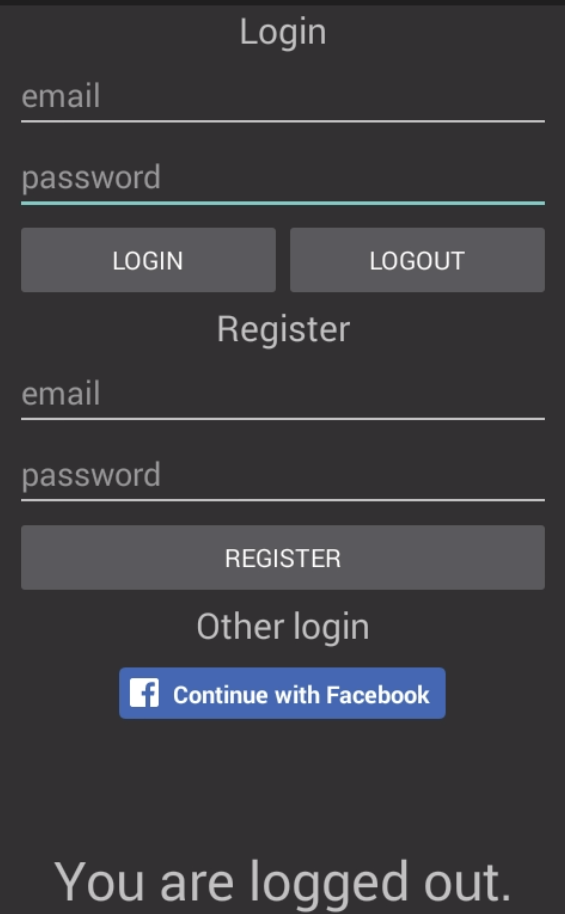 Login
email
password
LOGIN LOGOUT
Register
email
password
REGISTER
Other login
Continue with Facebook
You are logged out.